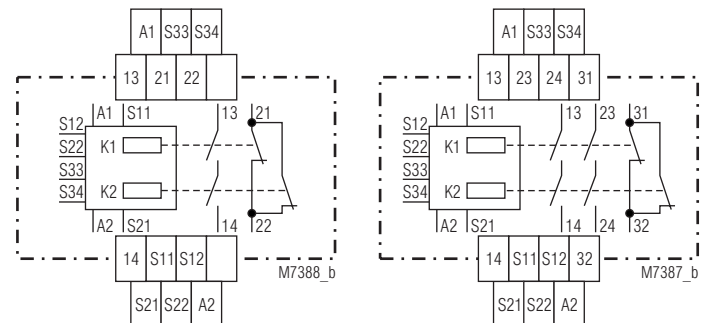 A1 S33 S34
13 21 22
A1 S11 13 21
S12
S22
S33
S34
K1
K2
A2 S21 14 22
14 S11 S12
M7388_b
S21 S22 A2
A1 S33 S34
13 23 24 31
A1 S11 13 23 31
S12
S22
S33
S34
K1
K2
A2 S21 14 24 32
14 S11 S12 32
M7387_b
S21 S22 A2